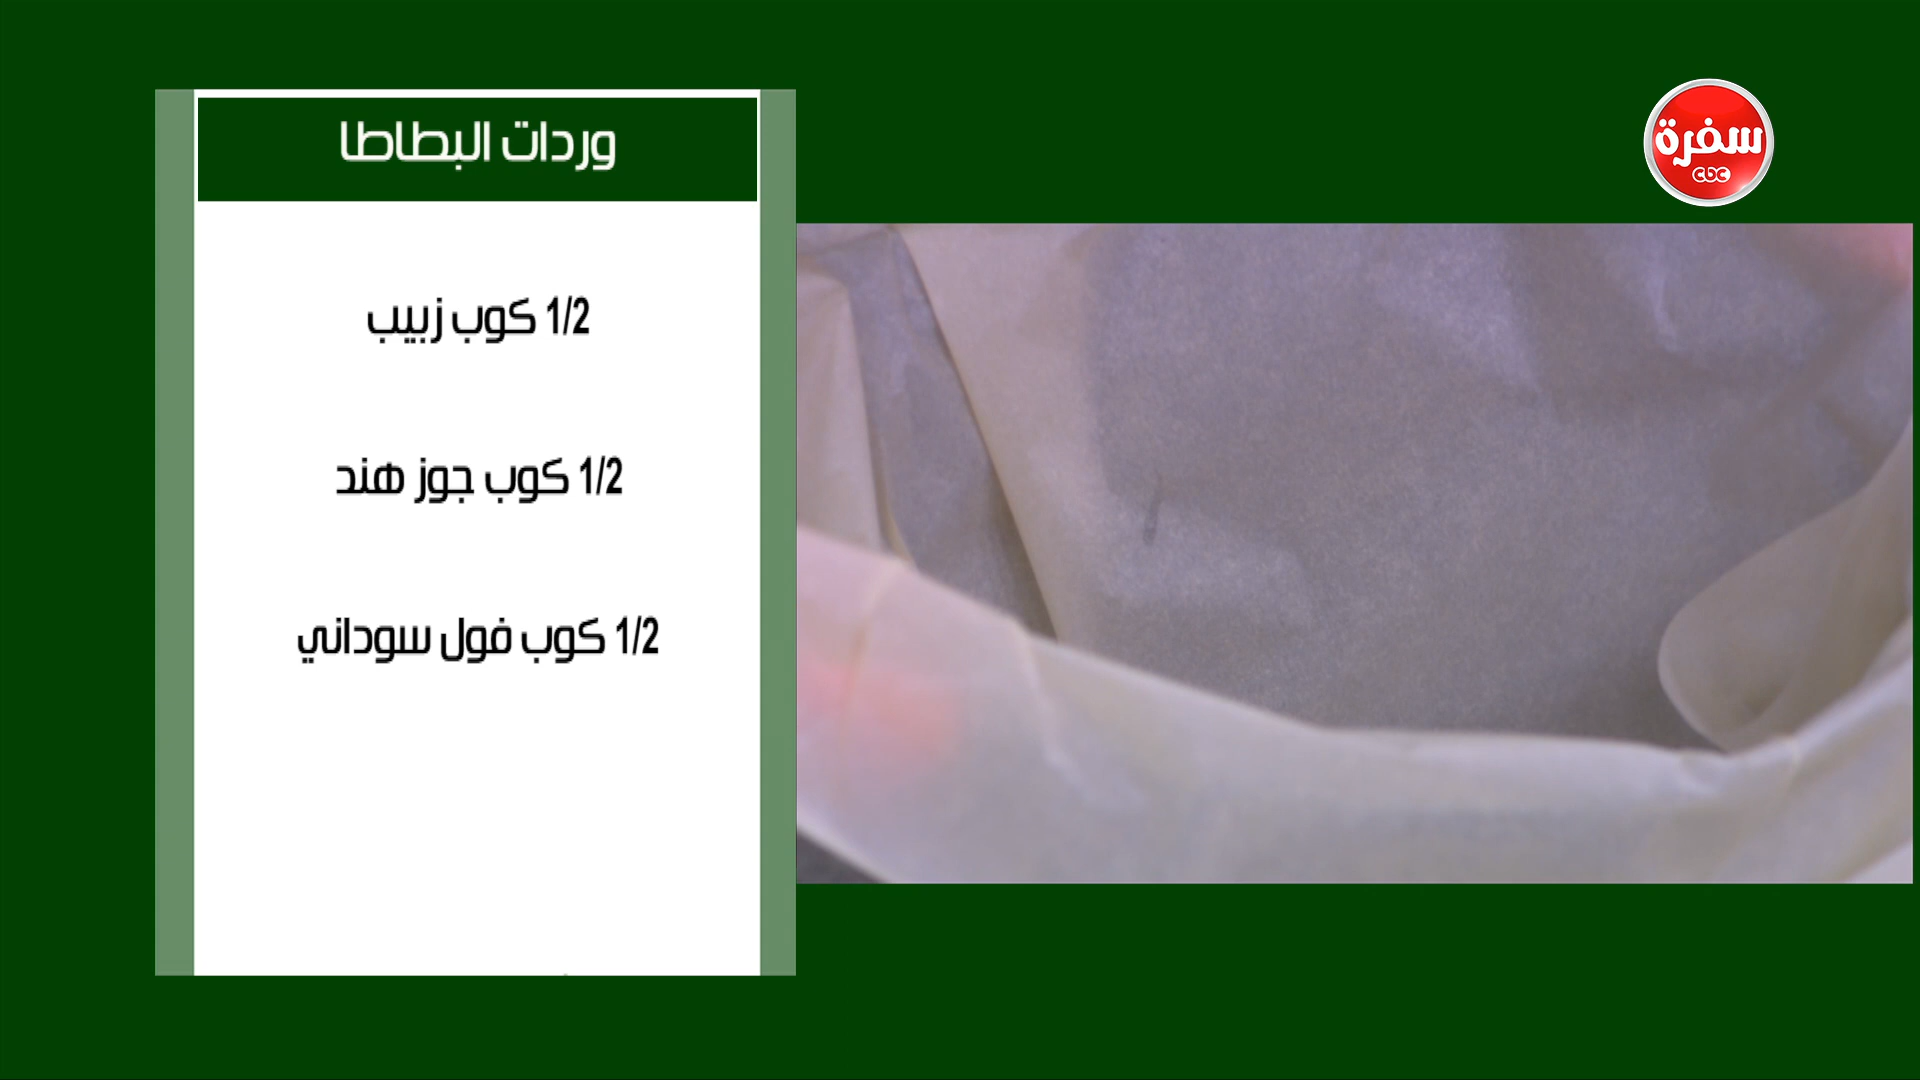 وردات البطاطا
1/2 كوب زبيب
1/2 كوب جوز هند
1/2 كوب فول سوداني
سفرة
cbc